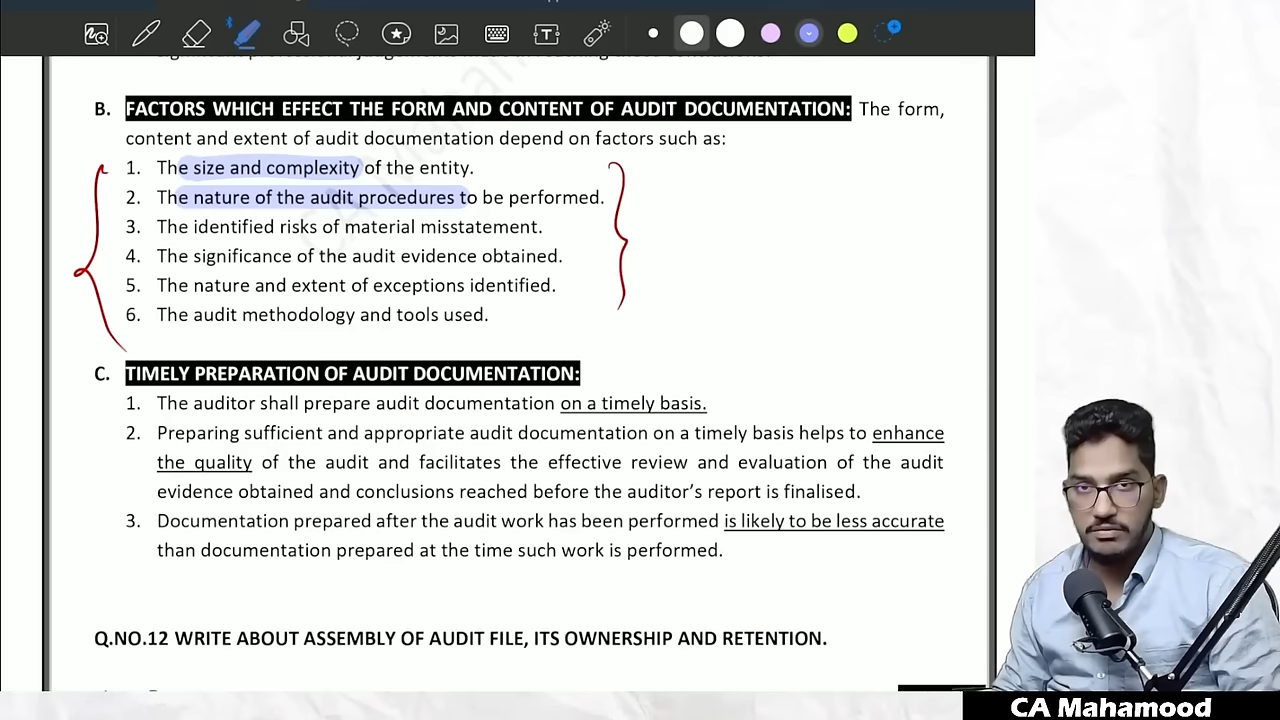 B. FACTORS WHICH EFFECT THE FORM AND CONTENT OF AUDIT DOCUMENTATION: The form,
content and extent of audit documentation depend on factors such as:
1. The size and complexity of the entity.
2. The nature of the audit procedures to be performed.
3. The identified risks of material misstatement.
4. The significance of the audit evidence obtained.
5. The nature and extent of exceptions identified.
6. The audit methodology and tools used.
C. TIMELY PREPARATION OF AUDIT DOCUMENTATION:
1. The auditor shall prepare audit documentation on a timely basis.
2. Preparing sufficient and appropriate audit documentation on a timely basis helps to enhance
the quality of the audit and facilitates the effective review and evaluation of the audit
evidence obtained and conclusions reached before the auditor's report is finalised.
3. Documentation prepared after the audit work has been performed is likely to be less accurate
than documentation prepared at the time such work is performed.
Q.NO.12 WRITE ABOUT ASSEMBLY OF AUDIT FILE, ITS OWNERSHIP AND RETENTION.
CA Mahamood